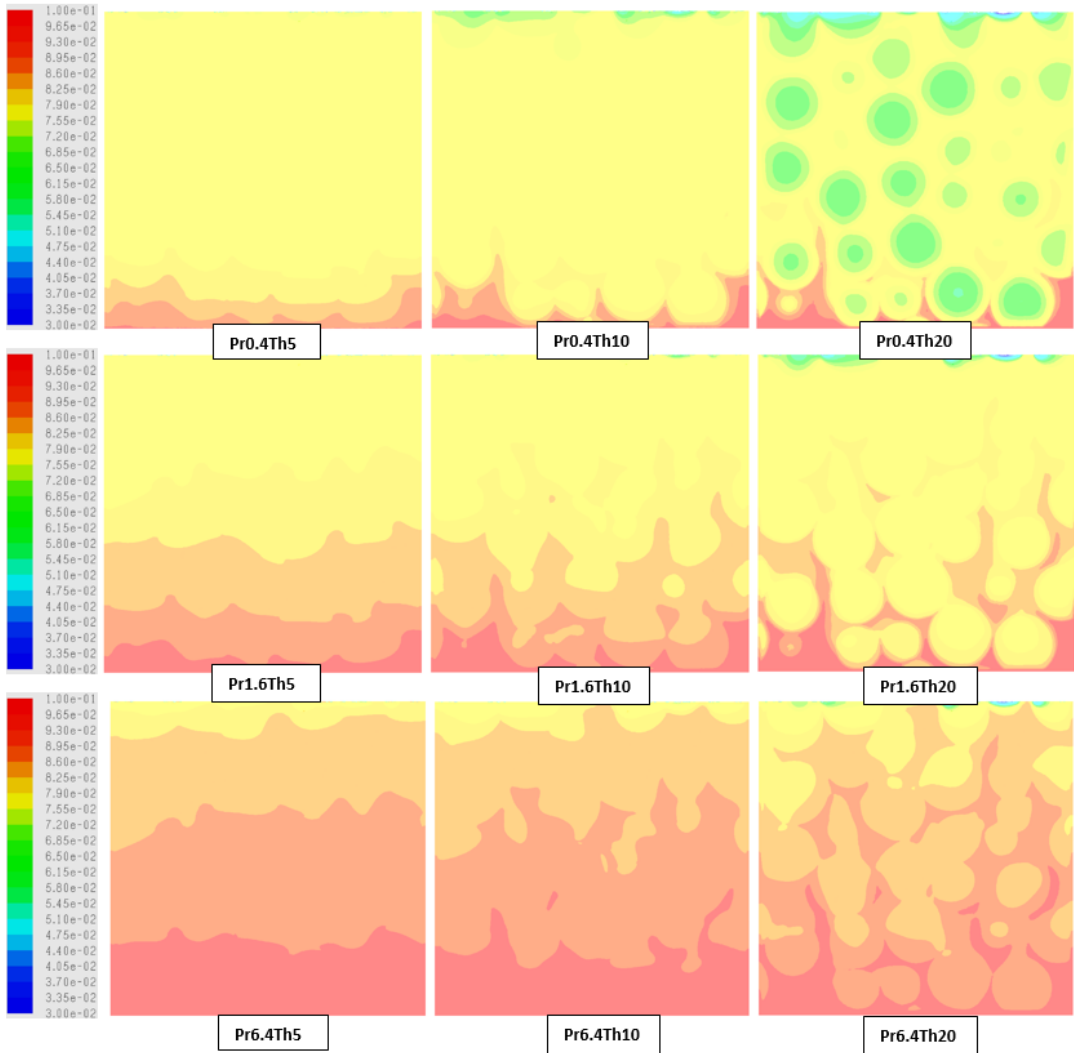 1.00e-01
9.65e-02
9.30e-02
8.95e-02
8.60e-02
8.25e-02
7.90e-02
7.55e-02
7.20e-02
6.85e-02
6.50e-02
6.15e-02
5.80e-02
5.45e-02
5.10e-02
4.75e-02
4.40e-02
4.05e-02
3.70e-02
3.35e-02
3.00e-02
Pr0.4Th5
Pr0.4Th10
Pr0.4Th20
1.00e-01
9.65e-02
9.30e-02
8.95e-02
8.60e-02
8.25e-02
7.90e-02
7.55e-02
7.20e-02
6.85e-02
6.50e-02
6.15e-02
5.80e-02
5.45e-02
5.10e-02
4.75e-02
4.40e-02
4.05e-02
3.70e-02
3.35e-02
3.00e-02
Pr1.6Th5
Pr1.6Th10
Pr1.6Th20
1.00e-01
9.65e-02
9.30e-02
8.95e-02
8.60e-02
8.25e-02
7.90e-02
7.55e-02
7.20e-02
6.85e-02
6.50e-02
6.15e-02
5.80e-02
5.45e-02
5.10e-02
4.75e-02
4.40e-02
4.05e-02
3.70e-02
3.35e-02
3.00e-02
Pr6.4Th5
Pr6.4Th10
Pr6.4Th20